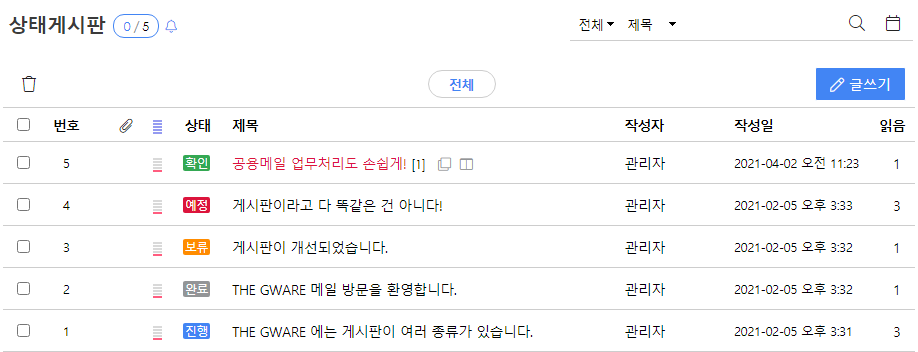 상태게시판 0 / 5 전체 제목
전체 글쓰기
번호 상태 제목 작성자 작성일 읽음
5 확인 공용메일 업무처리도 손쉽게! [1] 관리자 2021-04-02 오전 11:23 1
4 예정 게시판이라고 다 똑같은 건 아니다! 관리자 2021-02-05 오후 3:33 3
3 보류 게시판이 개선되었습니다. 관리자 2021-02-05 오후 3:32 1
2 완료 THE GWARE 메일 방문을 환영합니다. 관리자 2021-02-05 오후 3:32 1
1 진행 THE GWARE 에는 게시판이 여러 종류가 있습니다. 관리자 2021-02-05 오후 3:31 3